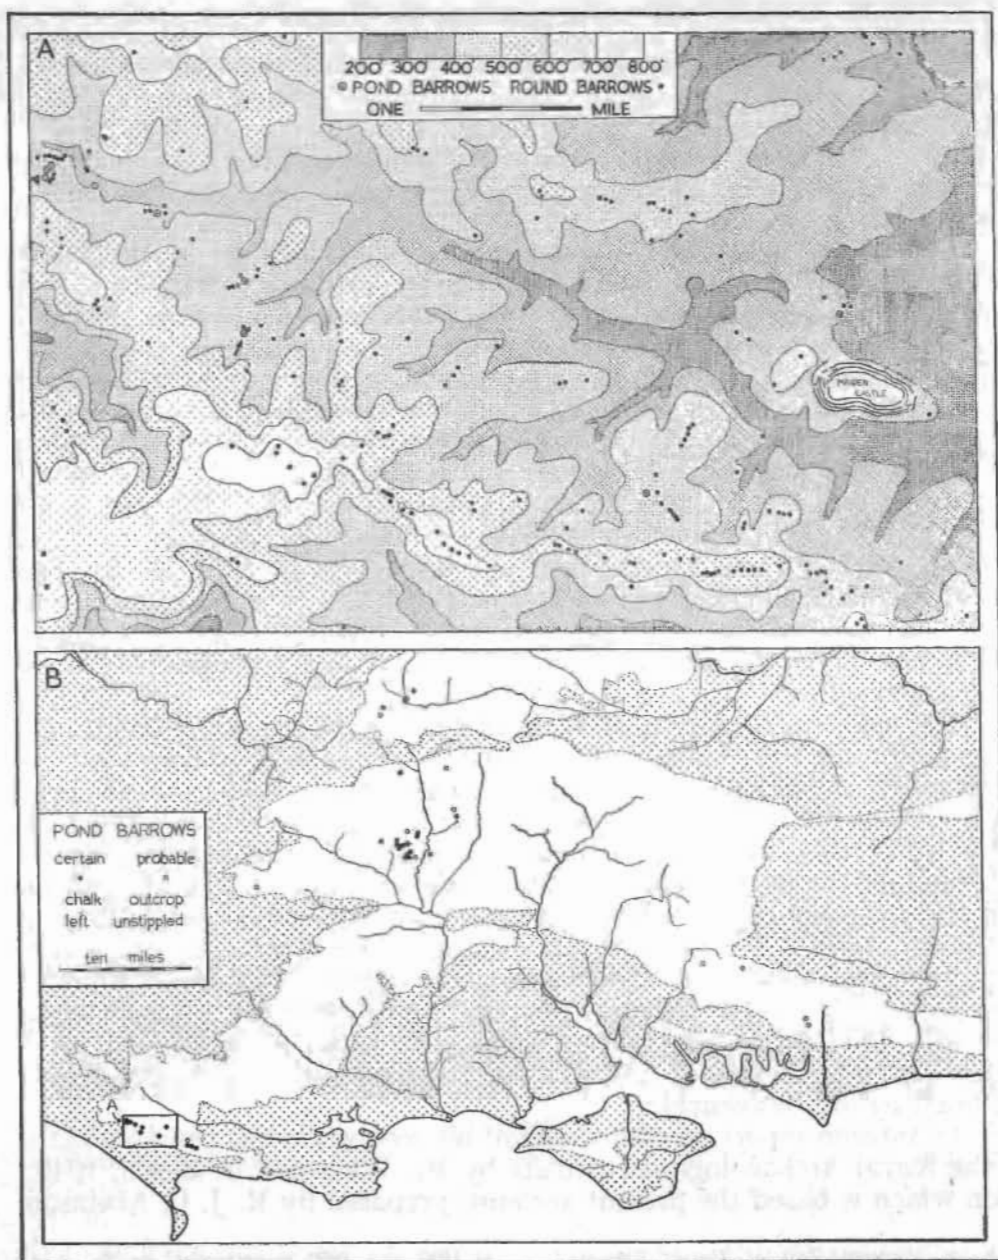 A
200' 300' 400' 500' 600' 700' 800'
POND BARROWS ROUND BARROWS
ONE MILE
MAIDEN
CASTLE
B
POND BARROWS
certain probable
chalk outcrop
left unstippled
ten miles
A